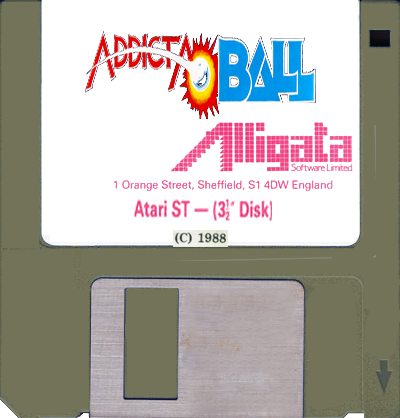 ADDICTA
BALL
Alligata
Software Limited
1 Orange Street, Sheffield, S1 4DW England
Atari ST — (3½" Disk)
(C) 1988